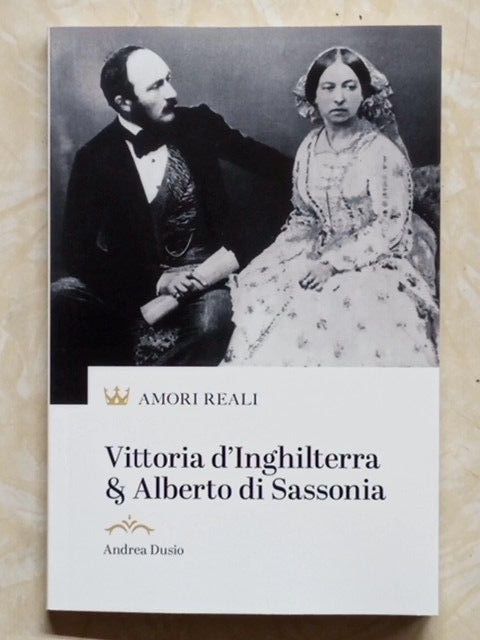 AMORI REALI
Vittoria d'Inghilterra
& Alberto di Sassonia
Andrea Dusio